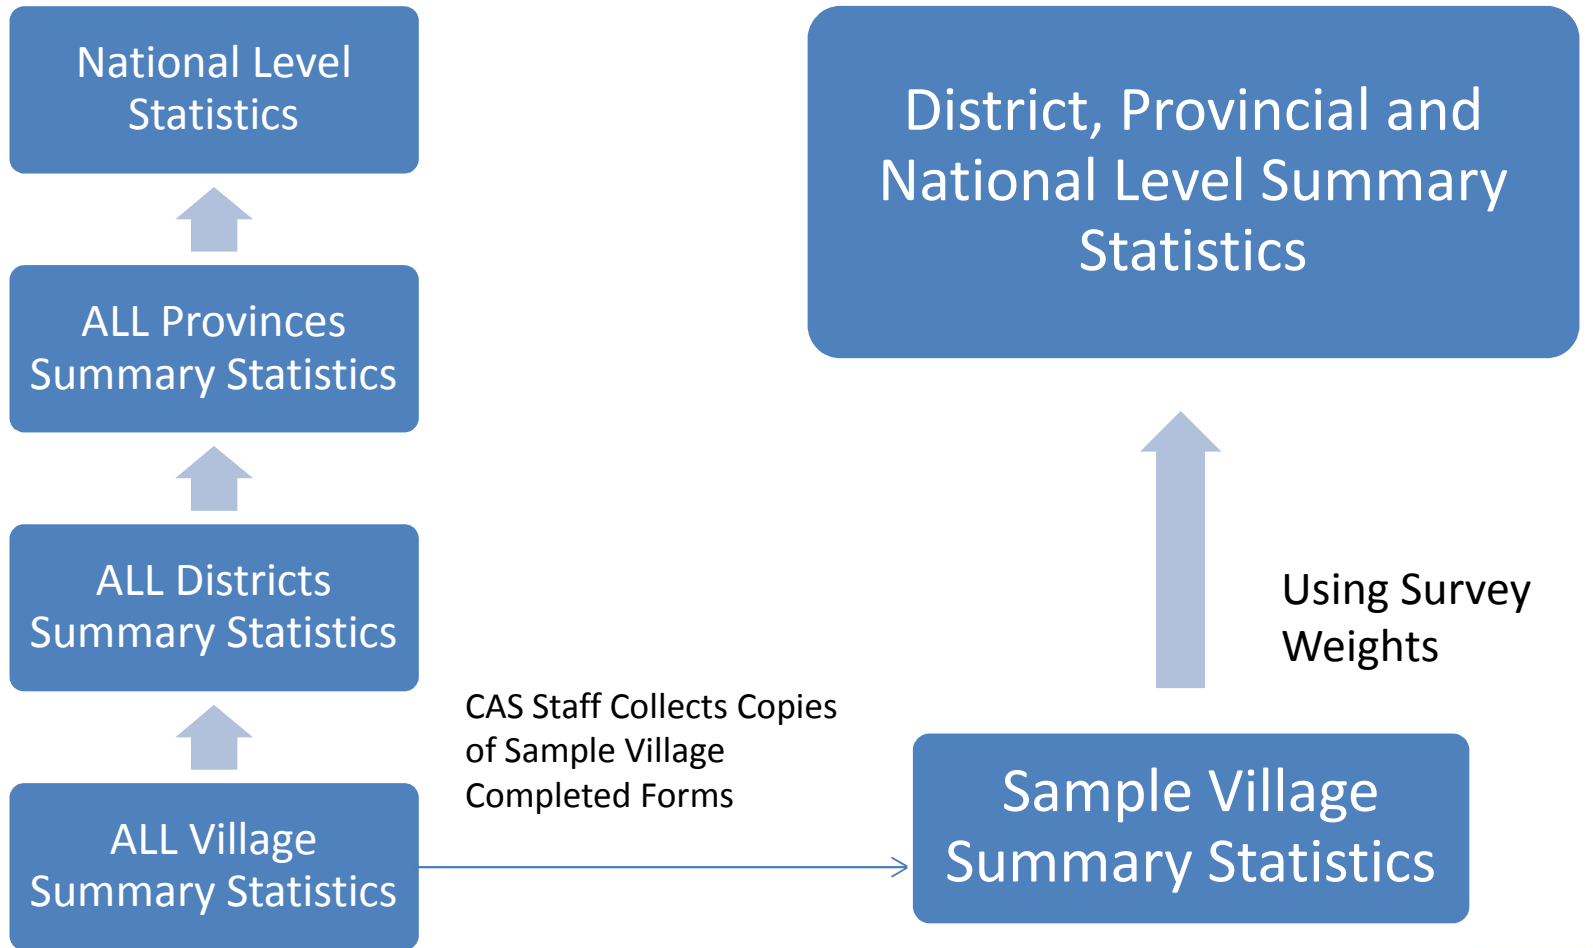 National Level
Statistics
ALL Provinces
Summary Statistics
ALL Districts
Summary Statistics
ALL Village
Summary Statistics
CAS Staff Collects Copies
of Sample Village
Completed Forms
District, Provincial and
National Level Summary
Statistics
Using Survey
Weights
Sample Village
Summary Statistics